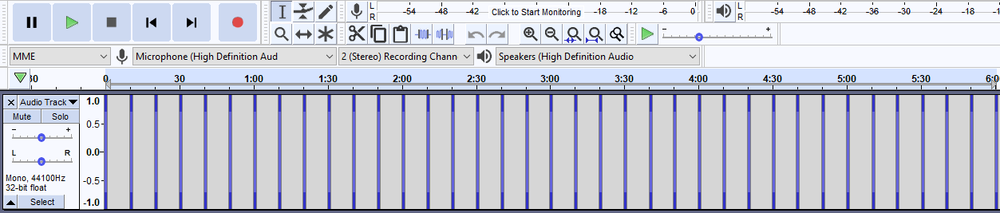 L
R
-54 -48 -42 Click to Start Monitoring -18 -12 -6 0
L
R
-54 -48 -42 -36 -30 -24 -18 -1
- +
MME
Microphone (High Definition Aud
2 (Stereo) Recording Chann
Speakers (High Definition Audio
30 0 30 1:00 1:30 2:00 2:30 3:00 3:30 4:00 4:30 5:00 5:30 6:00
Audio Track
Mute Solo
- +
L R
Mono, 44100Hz
32-bit float
Select
1.0
0.5-
0.0-
-0.5-
-1.0